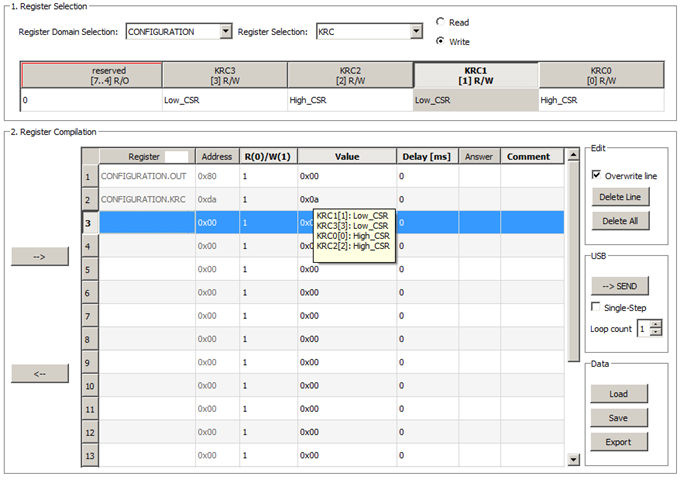 1. Register Selection
Register Domain Selection: CONFIGURATION Register Selection: KRC Read
Write
reserved KRC3 KRC2 KRC1 KRC0
[7..4] R/O [3] R/W [2] R/W [1] R/W [0] R/W
0 Low_CSR High_CSR Low_CSR High_CSR
2. Register Compilation
Register Address R(0)/W(1) Value Delay [ms] Answer Comment
1 CONFIGURATION.OUT 0x80 1 0x00 0
2 CONFIGURATION.KRC 0xda 1 0x0a 0
3 0x00 1 0
4 0x00 1 0
5 0x00 1 0x00 0
6 0x00 1 0x00 0
7 0x00 1 0x00 0
8 0x00 1 0x00 0
9 0x00 1 0x00 0
10 0x00 1 0x00 0
11 0x00 1 0x00 0
12 0x00 1 0x00 0
13 0x00 1 0x00 0
KRC1[1]: Low_CSR
KRC3[3]: Low_CSR
KRC0[0]: High_CSR
KRC2[2]: High_CSR
-->
<--
Edit
Overwrite line
Delete Line
Delete All
USB
--> SEND
Single-Step
Loop count 1
Data
Load
Save
Export